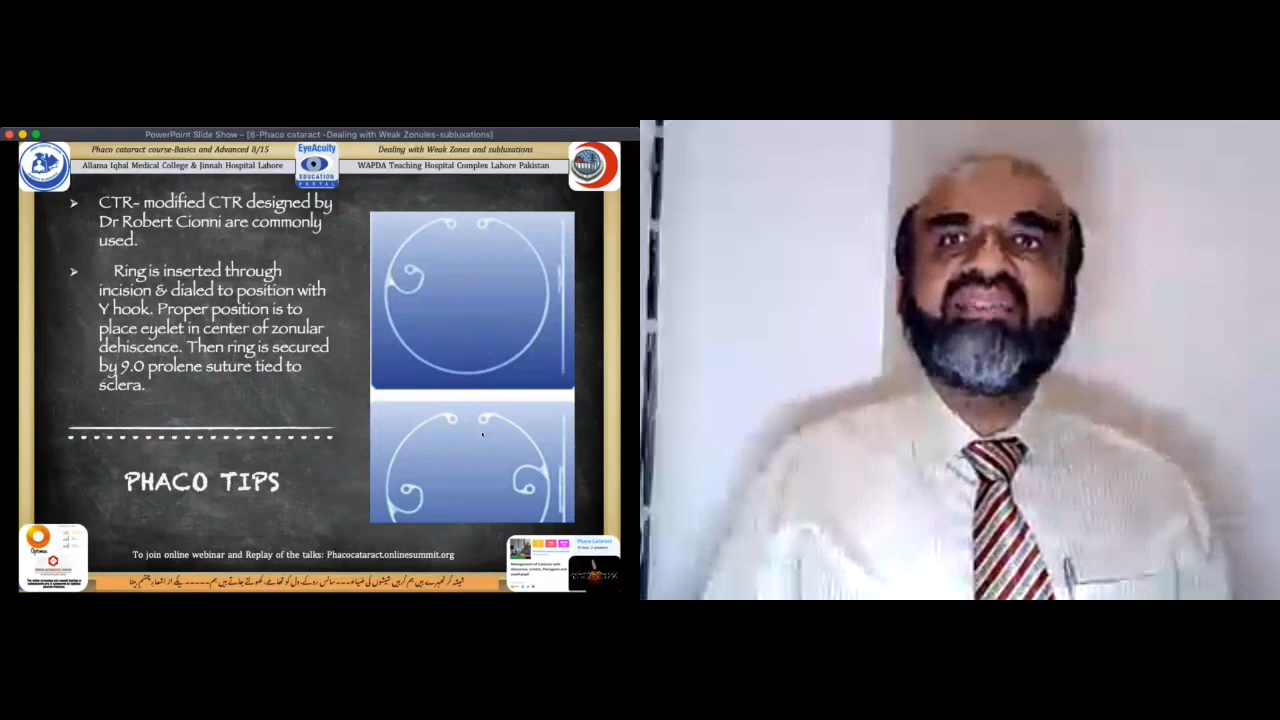 PowerPoint Slide Show – [8-Phaco cataract -Dealing with Weak Zonules-subluxations]
Phaco cataract course-Basics and Advanced 8/15
Dealing with Weak Zones and subluxations
Allama Iqbal Medical College & Jinnah Hospital Lahore
EyeAcuity
EDUCATION
PORTAL
WAPDA Teaching Hospital Complex Lahore Pakistan
➢ CTR- modified CTR designed by
Dr Robert Cionni are commonly
used.
➢ Ring is inserted through
incision & dialed to position with
Y hook. Proper position is to
place eyelet in center of zonular
dehiscence. Then ring is secured
by 9.0 prolene suture tied to
sclera.
PHACO TIPS
To join online webinar and Replay of the talks: Phacocataract.onlinesummit.org
Phaco Cataract
Management of Cataract with